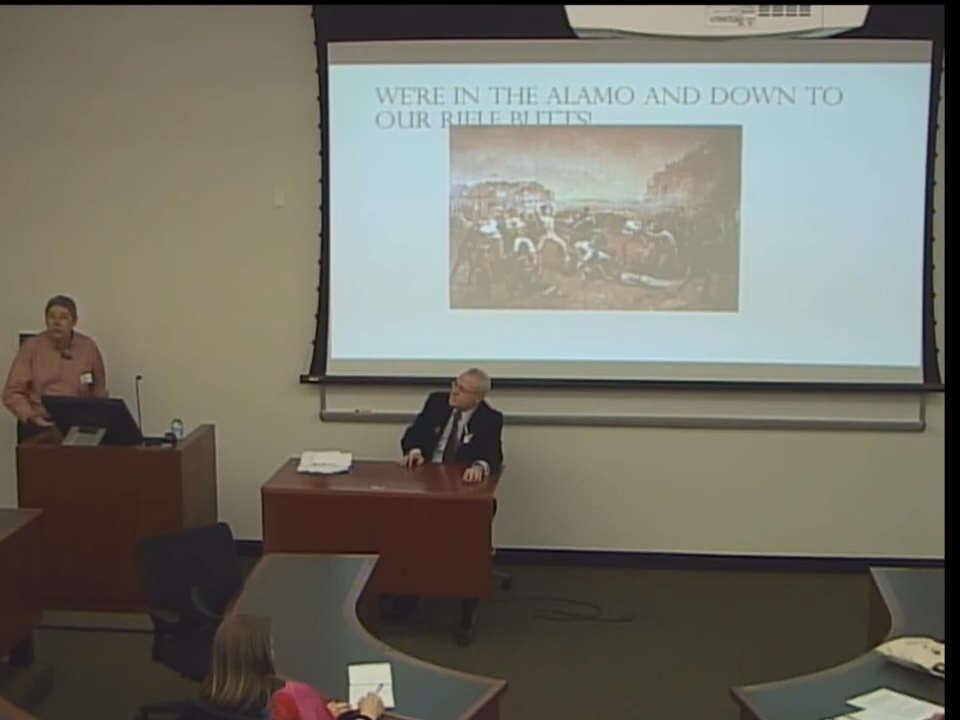 WE'RE IN THE ALAMO AND DOWN TO
OUR RIFLE BUTTS!